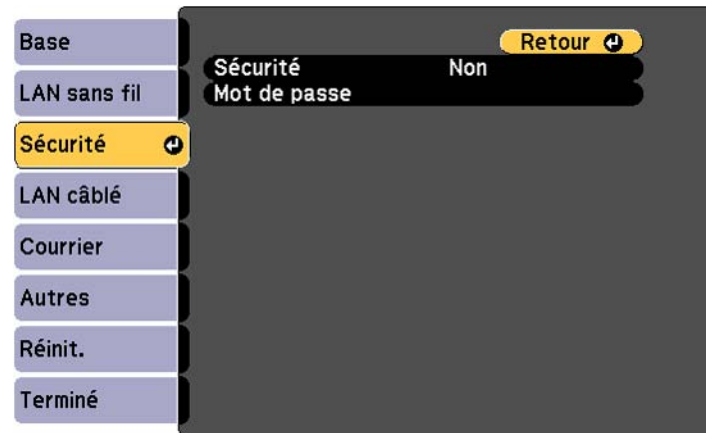 Base
LAN sans fil
Sécurité
LAN câblé
Courrier
Autres
Réinit.
Terminé
Retour
Sécurité Non
Mot de passe